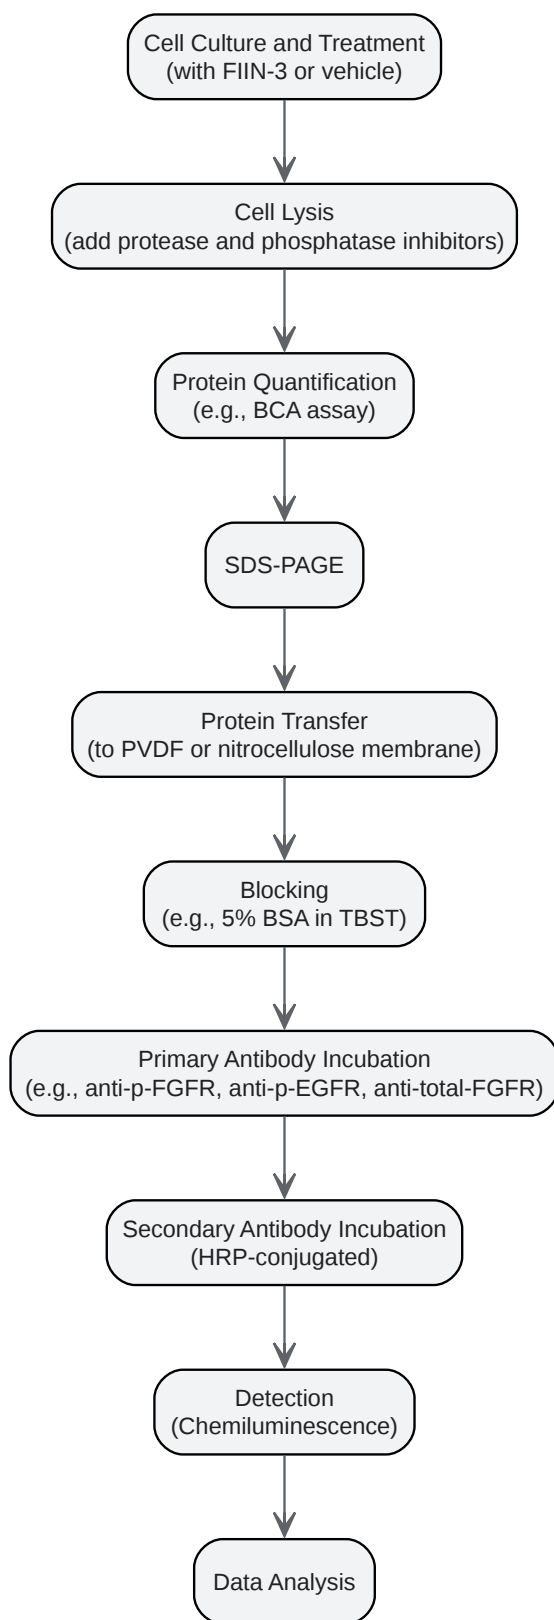 Cell Culture and Treatment
(with FIIN-3 or vehicle)
Cell Lysis
(add protease and phosphatase inhibitors)
Protein Quantification
(e.g., BCA assay)
SDS-PAGE
Protein Transfer
(to PVDF or nitrocellulose membrane)
Blocking
(e.g., 5% BSA in TBST)
Primary Antibody Incubation
(e.g., anti-p-FGFR, anti-p-EGFR, anti-total-FGFR)
Secondary Antibody Incubation
(HRP-conjugated)
Detection
(Chemiluminescence)
Data Analysis